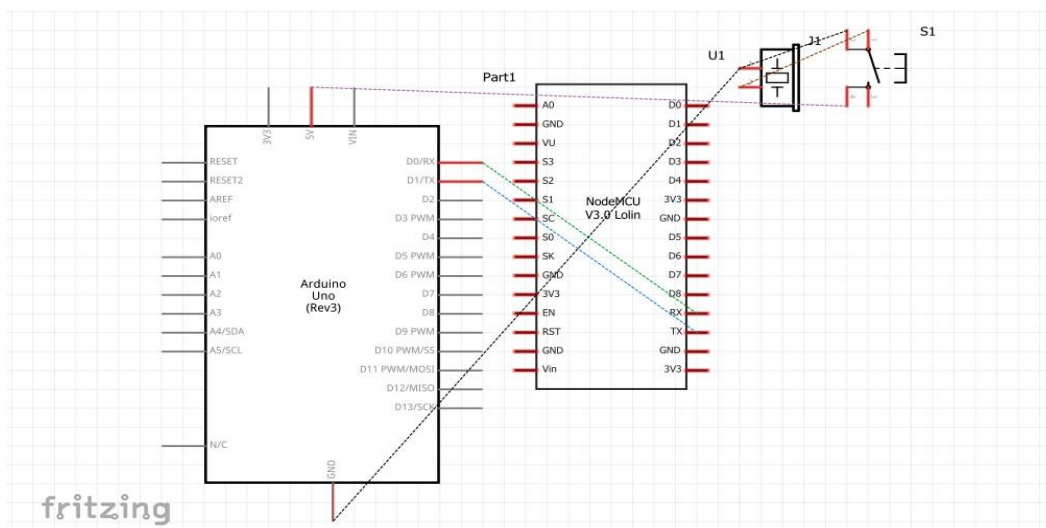 S1
J1
U1
Part1
3V3
5V
VIN
RESET
RESET2
AREF
ioref
A0
A1
A2
A3
A4/SDA
A5/SCL
N/C
Arduino
Uno
(Rev3)
D0/RX
D1/TX
D2
D3 PWM
D4
D5 PWM
D6 PWM
D7
D8
D9 PWM
D10 PWM/SS
D11 PWM/MOSI
D12/MISO
D13/SCK
GND
A0
GND
VU
S3
S2
S1
SC
S0
SK
GND
3V3
EN
RST
GND
Vin
NodeMCU
V3.0 Lolin
D0
D1
D2
D3
D4
3V3
GND
D5
D6
D7
D8
RX
TX
GND
3V3
fritzing